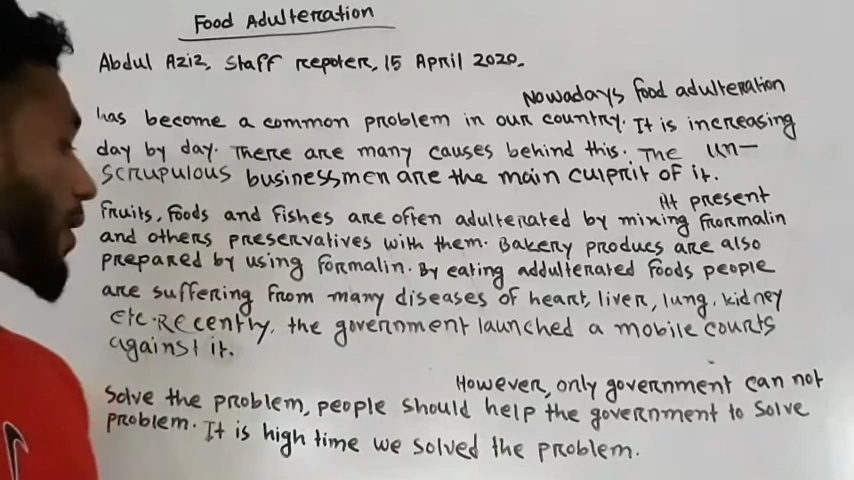 Food Adulteration
Abdul Aziz, Staff repoter, 15 April 2020.
Nowadays food adulteration
has become a common problem in our country. It is increasing
day by day. There are many causes behind this. The un-
scrupulous businessmen are the main culprit of it.
At present
Fruits, Foods and Fishes are often adulterated by mixing frormalin
and others preservatives with them. Bakery produces are also
prepared by using formalin. By eating addulterated foods people
are suffering from many diseases of heart, liver, lung, kidney
etc. Recently, the government launched a mobile courts
against it.
However, only government can not
Solve the problem, people should help the government to solve
problem. It is high time we solved the problem.